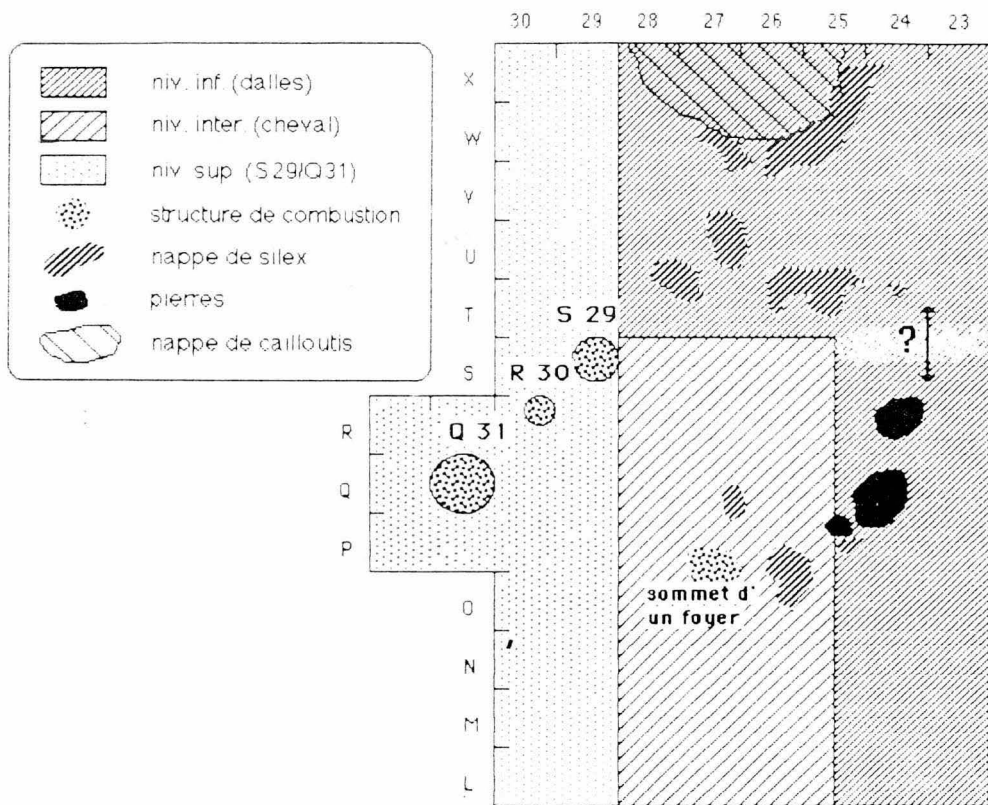 30 29 28 27 26 25 24 23
niv. inf. (dalles)
niv. inter. (cheval)
niv sup (S29/Q31)
structure de combustion
nappe de silex
pierres
nappe de cailloutis
X
W
V
U
T
S 29
?
S
R 30
R
Q 31
Q
P
sommet d'
un foyer
O
N
M
L